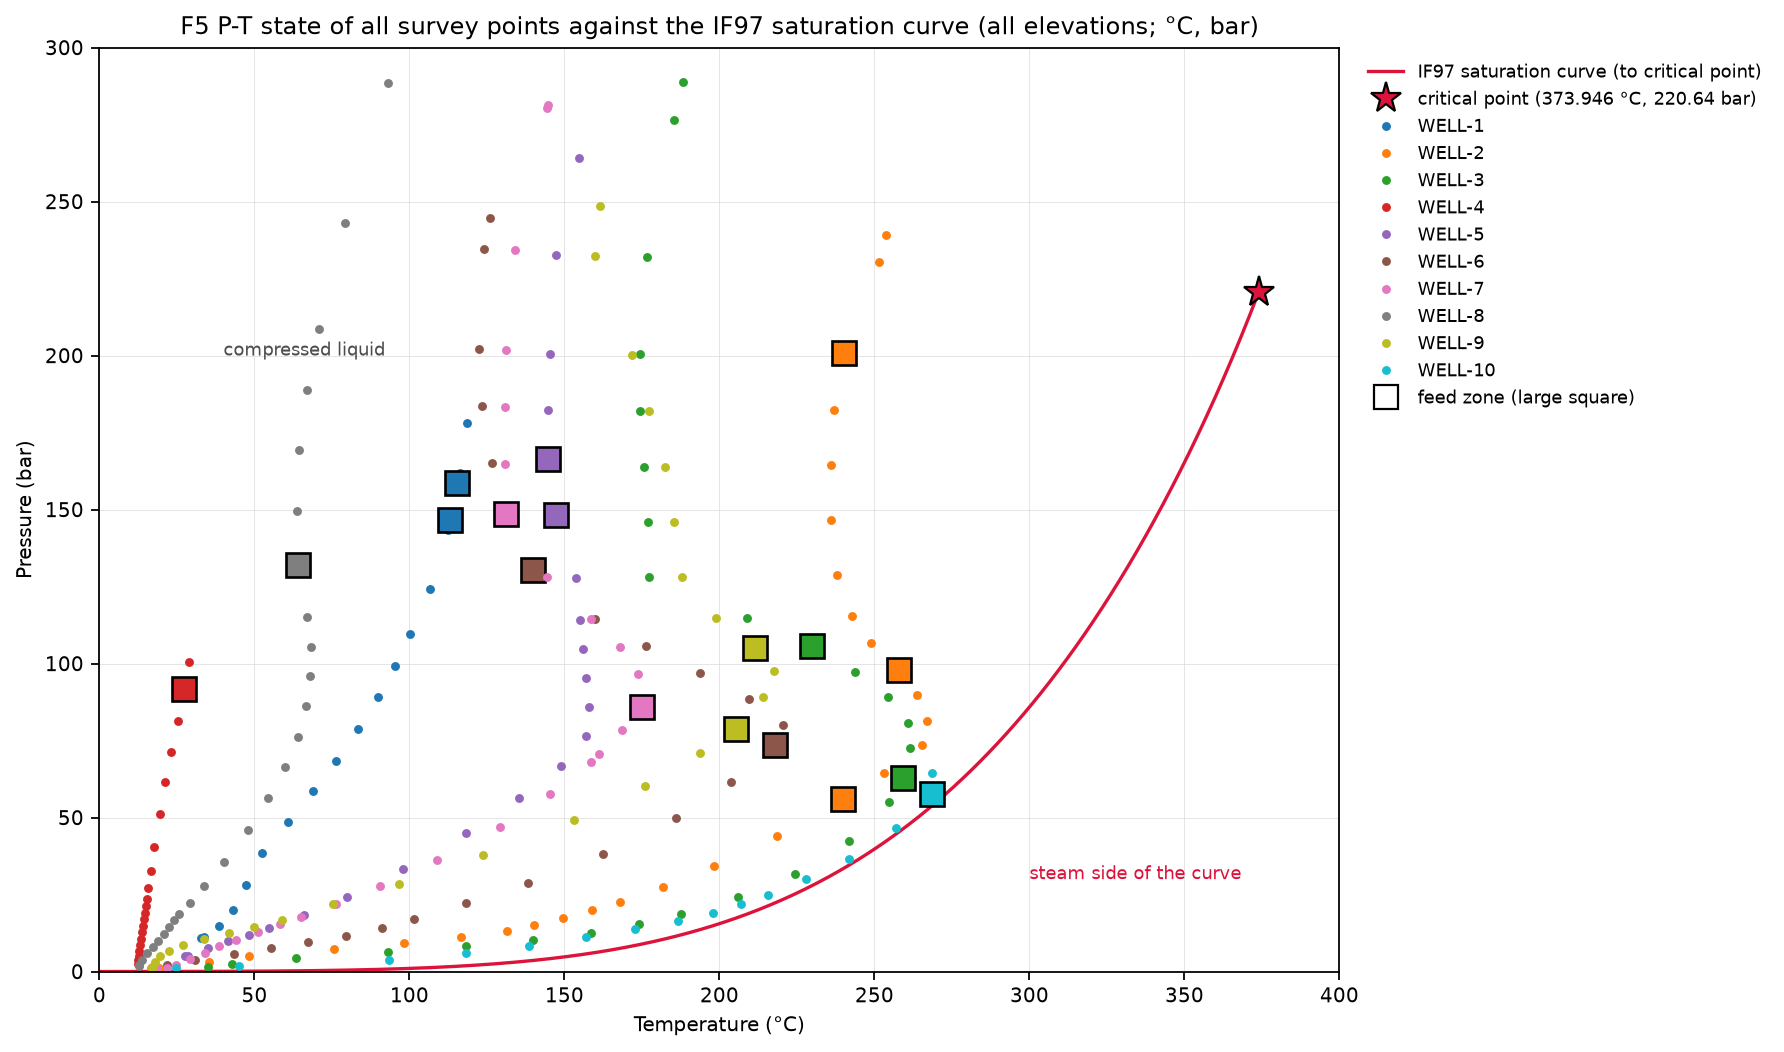 F5 P-T state of all survey points against the IF97 saturation curve (all elevations; °C, bar)
300
250
200
150
100
50
0
Pressure (bar)
compressed liquid
steam side of the curve
0 50 100 150 200 250 300 350 400
Temperature (°C)
IF97 saturation curve (to critical point)
critical point (373.946 °C, 220.64 bar)
WELL-1
WELL-2
WELL-3
WELL-4
WELL-5
WELL-6
WELL-7
WELL-8
WELL-9
WELL-10
feed zone (large square)